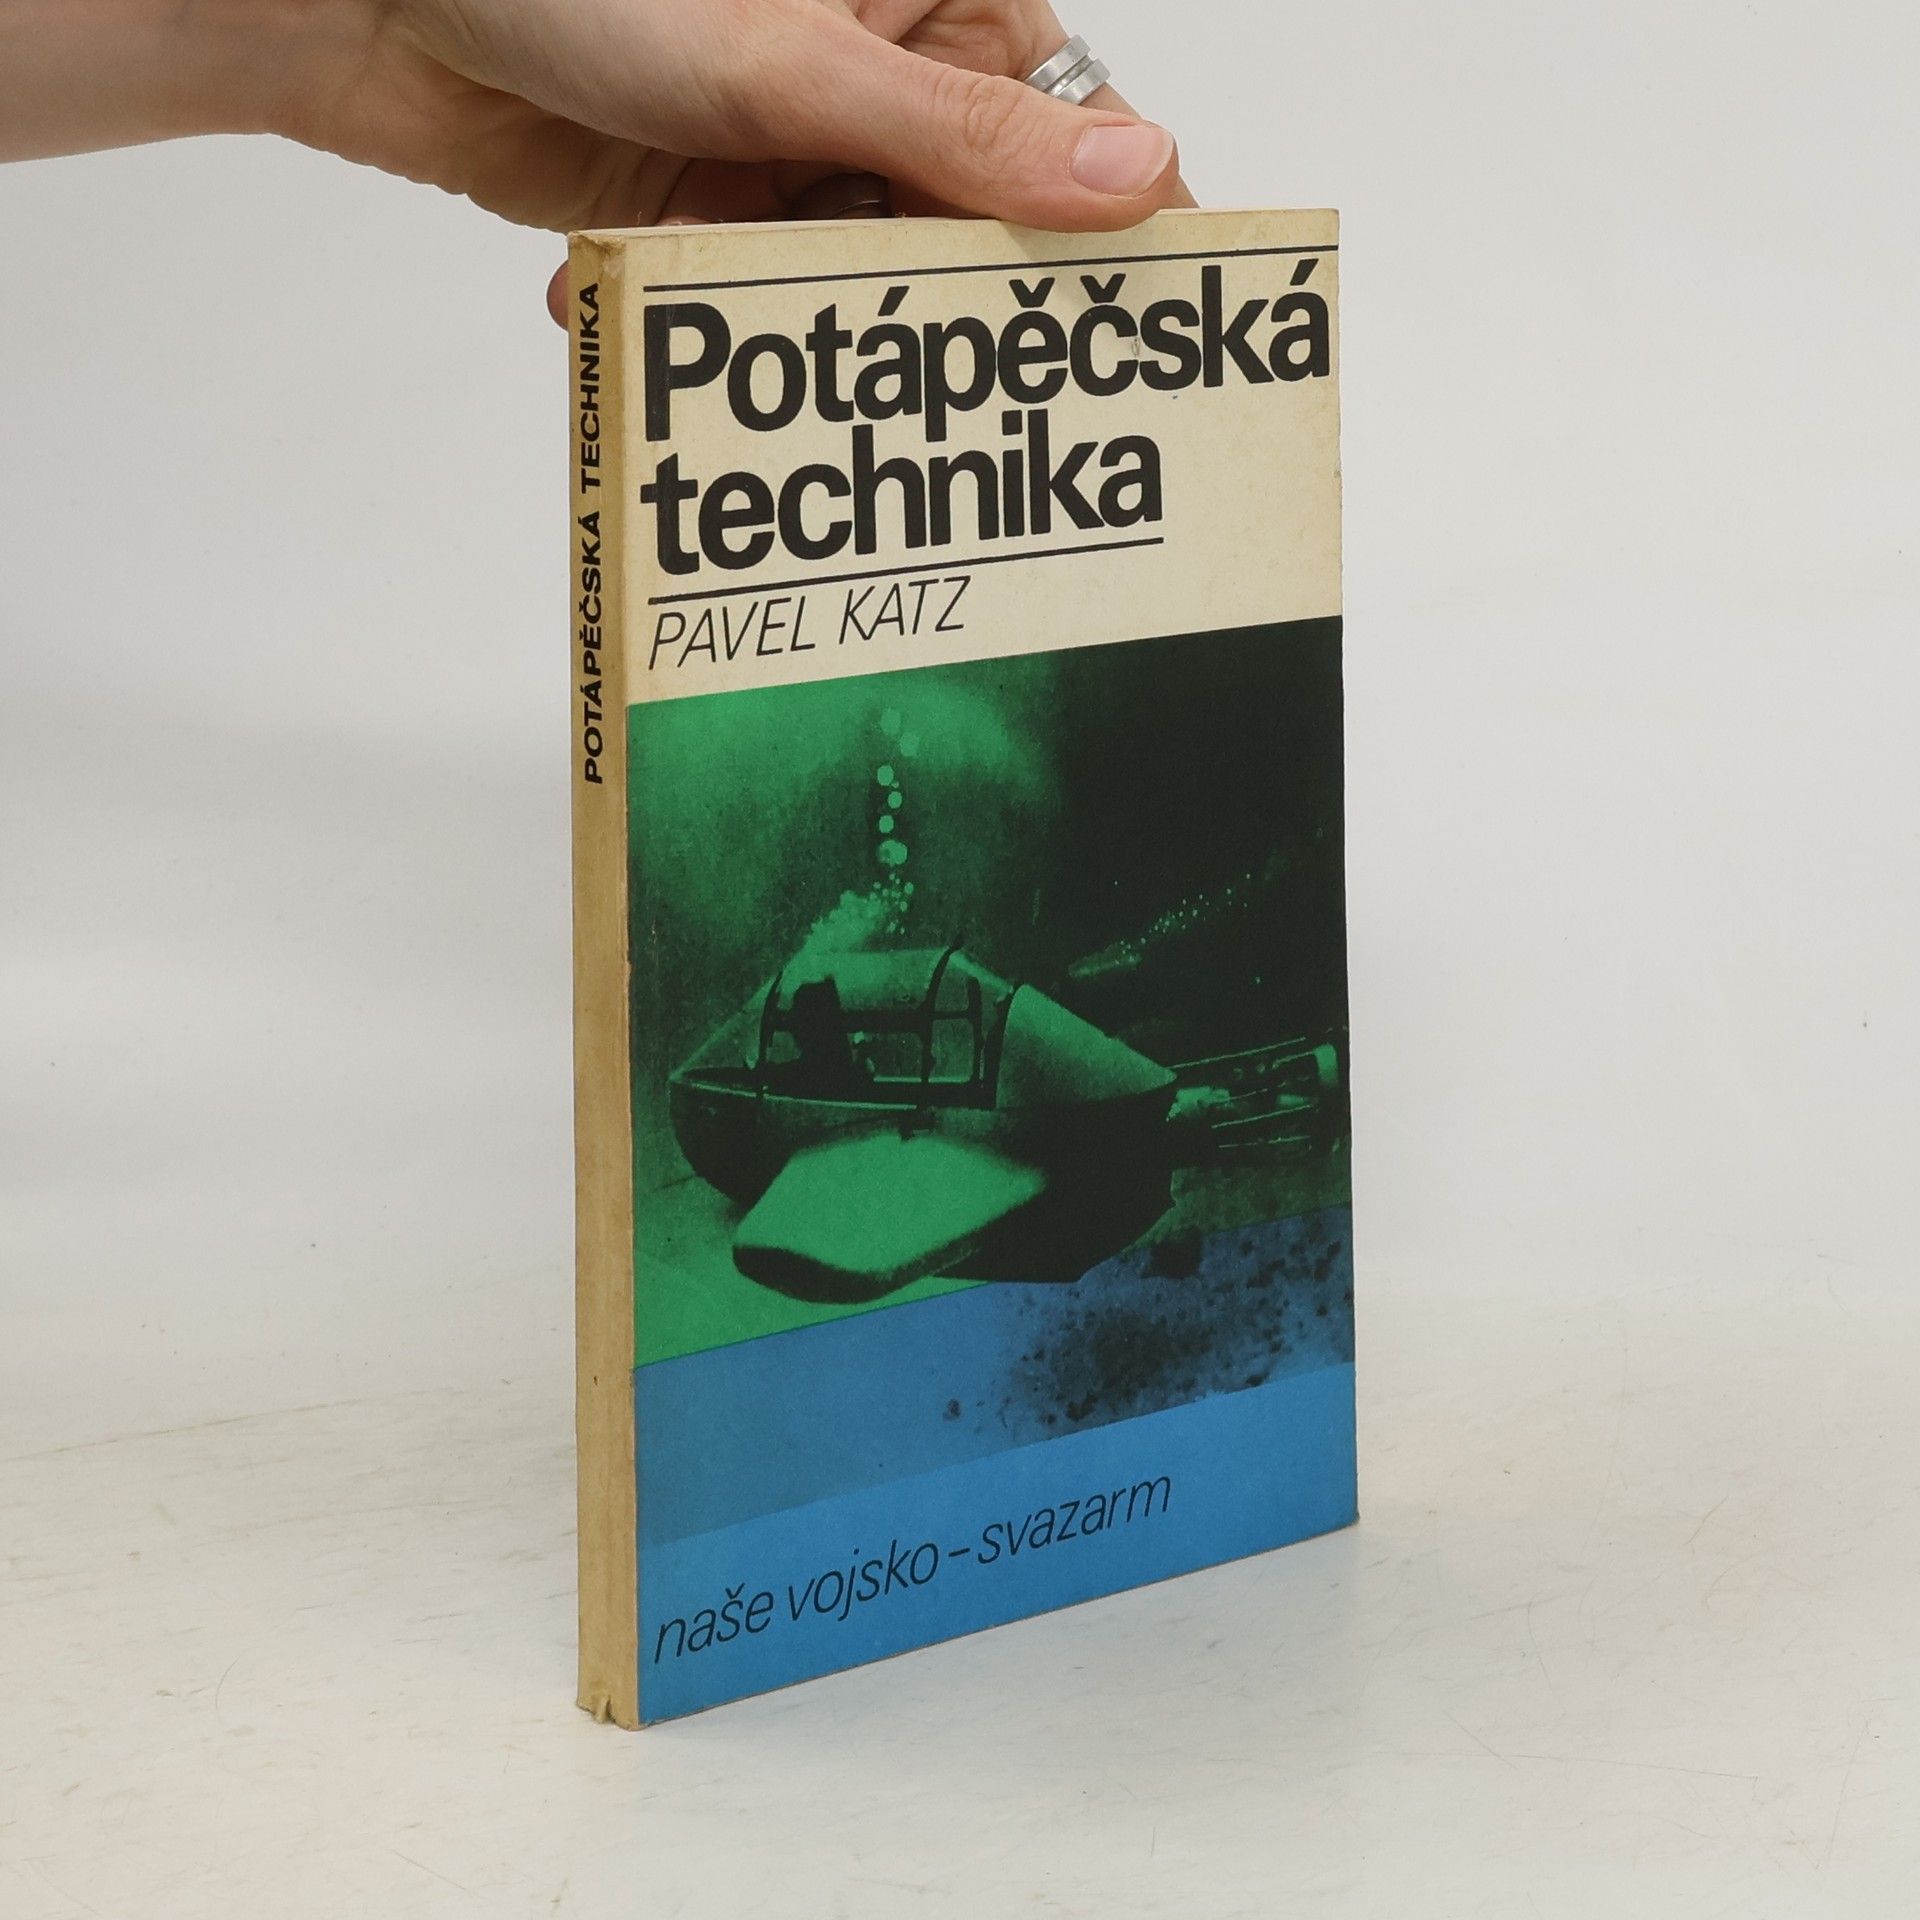 POTÁPĚČSKÁ TECHNIKA
Potápěčská
technika
PAVEL KATZ
naše vojsko – svazarm